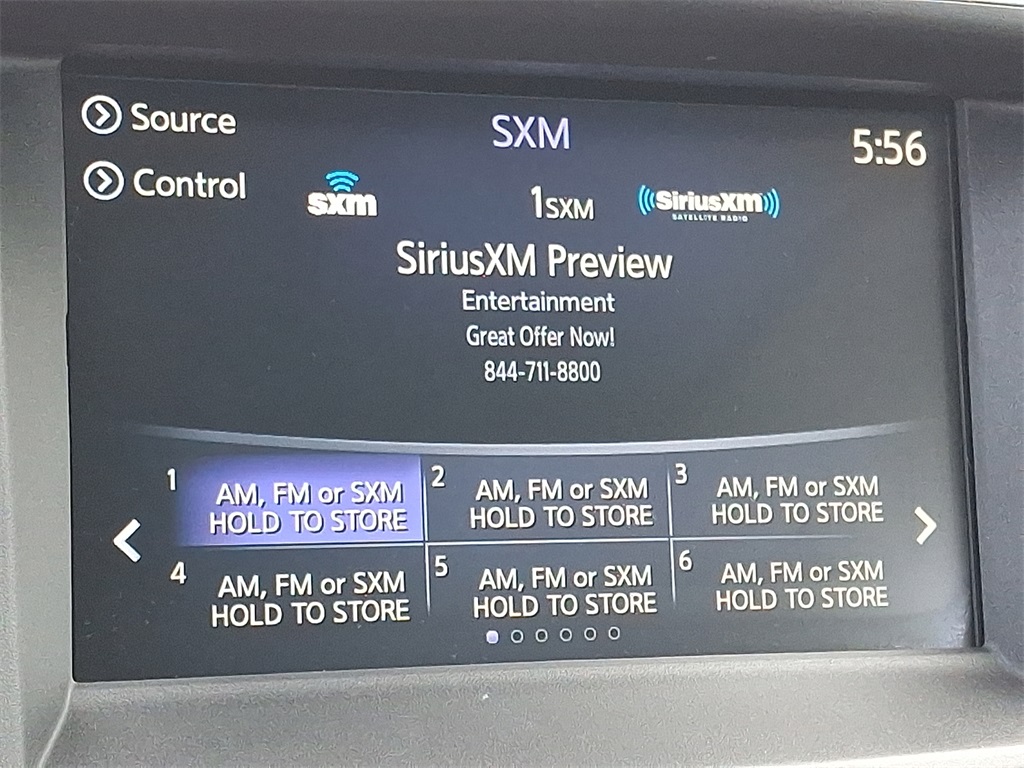 Source
SXM
5:56
Control
sxm
1SXM
SiriusXM
SATELLITE RADIO
SiriusXM Preview
Entertainment
Great Offer Now!
844-711-8800
1
AM, FM or SXM
HOLD TO STORE
2
AM, FM or SXM
HOLD TO STORE
3
AM, FM or SXM
HOLD TO STORE
4
AM, FM or SXM
HOLD TO STORE
5
AM, FM or SXM
HOLD TO STORE
6
AM, FM or SXM
HOLD TO STORE